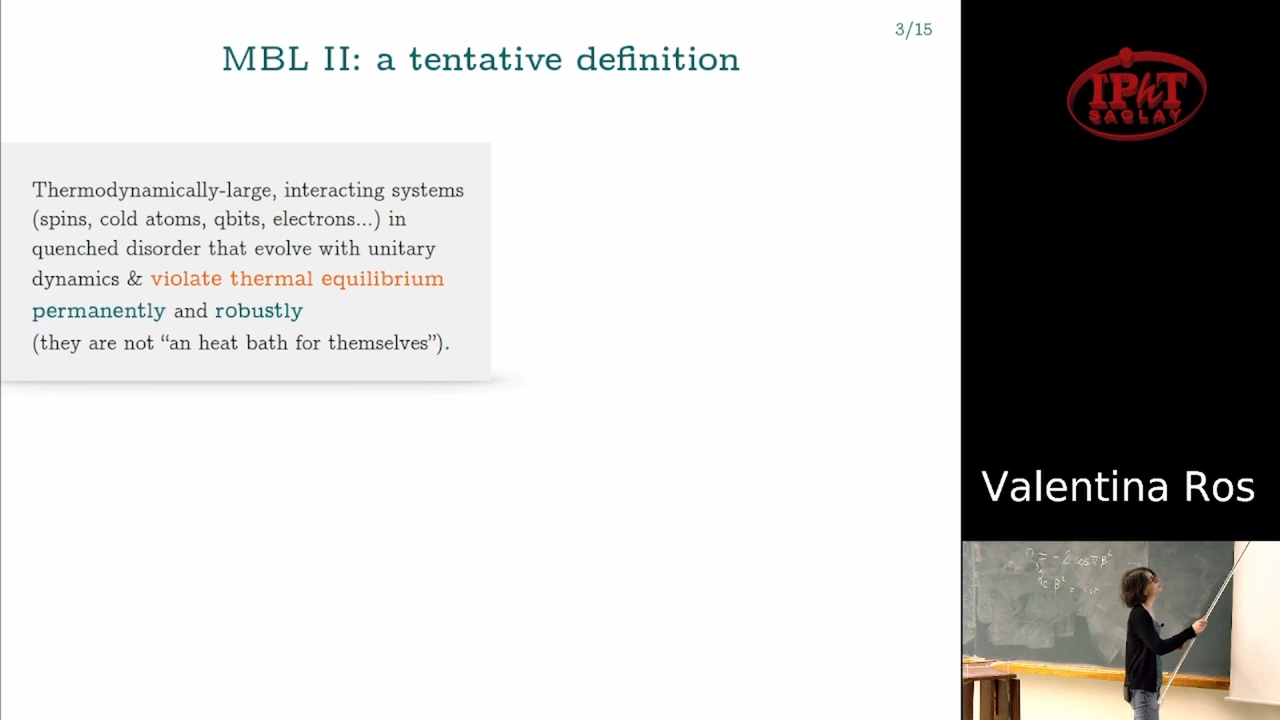 3/15
MBL II: a tentative definition
Thermodynamically-large, interacting systems
(spins, cold atoms, qbits, electrons...) in
quenched disorder that evolve with unitary
dynamics & violate thermal equilibrium
permanently and robustly
(they are not “an heat bath for themselves”).
IPhT
SACLAY
Valentina Ros